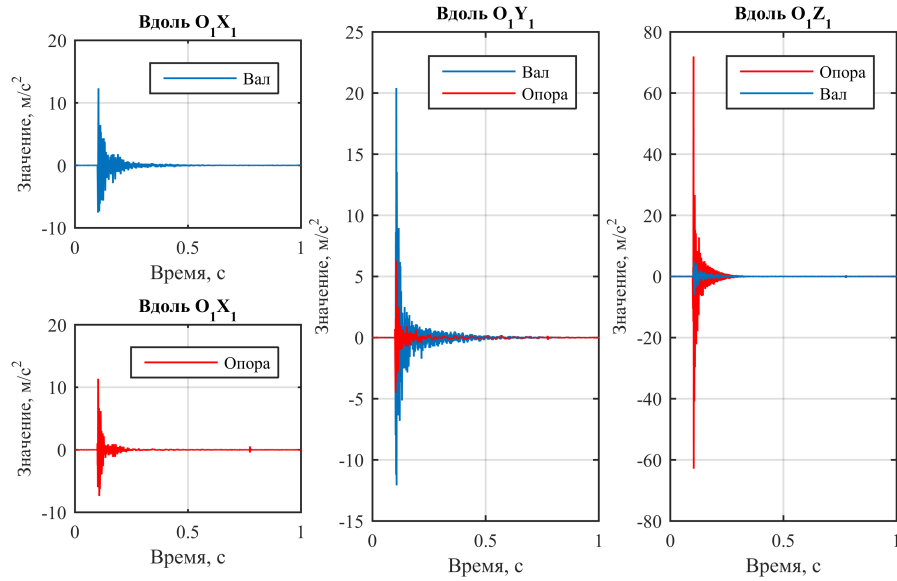 Вдоль O₁X₁
Значение, м/с²
20
10
0
-10
Вал
0
0.5
1
Время, с
Вдоль O₁X₁
Значение, м/с²
20
10
0
-10
Опора
0
0.5
1
Время, с
Вдоль O₁Y₁
Значение, м/с²
25
20
15
10
5
0
-5
-10
-15
Вал
Опора
0
0.5
1
Время, с
Вдоль O₁Z₁
Значение, м/с²
80
60
40
20
0
-20
-40
-60
-80
Опора
Вал
0
0.5
1
Время, с